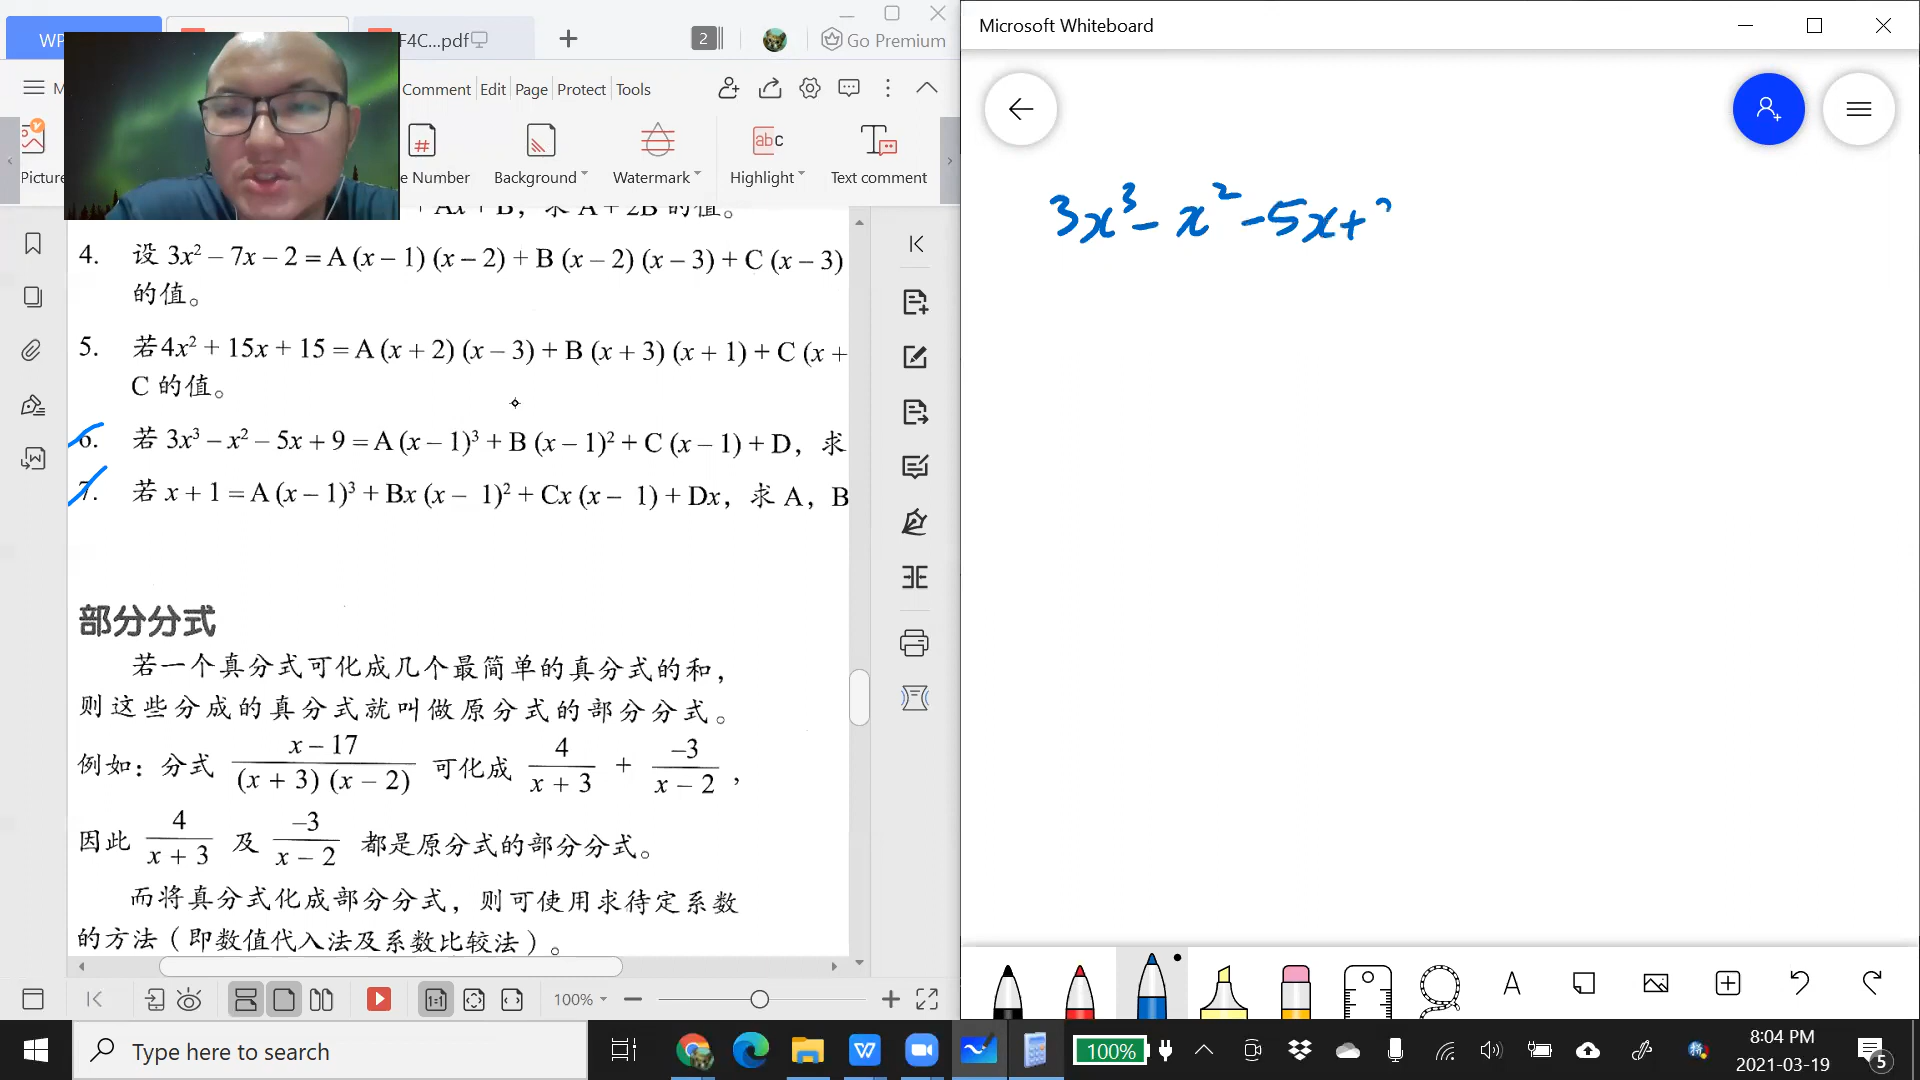 WP
F4C...pdf
2
Go Premium
Comment Edit Page Protect Tools
Picture
e Number
Background
Watermark
Highlight
Text comment
+ Ax + B，求 A + 2B 的值。
4. 设 3x² – 7x – 2 = A (x – 1) (x – 2) + B (x – 2) (x – 3) + C (x – 3)
的值。
5. 若4x² + 15x + 15 = A (x + 2) (x – 3) + B (x + 3) (x + 1) + C (x +
C 的值。
6. 若 3x³ – x² – 5x + 9 = A (x – 1)³ + B (x – 1)² + C (x – 1) + D，求
7. 若 x + 1 = A (x – 1)³ + Bx (x – 1)² + Cx (x – 1) + Dx，求 A，B
部分分式
若一个真分式可化成几个最简单的真分式的和，
则这些分成的真分式就叫做原分式的部分分式。
例如：分式 (x – 17)/((x + 3) (x – 2)) 可化成 4/(x + 3) + –3/(x – 2)，
因此 4/(x + 3) 及 –3/(x – 2) 都是原分式的部分分式。
而将真分式化成部分分式，则可使用求待定系数
的方法（即数值代入法及系数比较法）。
100%
Microsoft Whiteboard
3x³ – x² – 5x +
Type here to search
100%
8:04 PM
2021-03-19
5